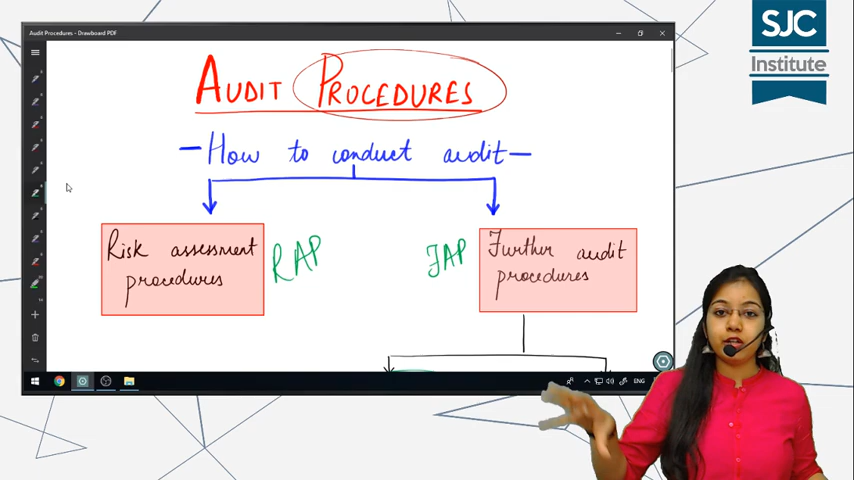 Audit Procedures - Drawboard PDF
SJC
Institute
AUDIT PROCEDURES
— How to conduct audit —
Risk assessment
procedures
RAP
FAP
Further audit
procedures
ENG